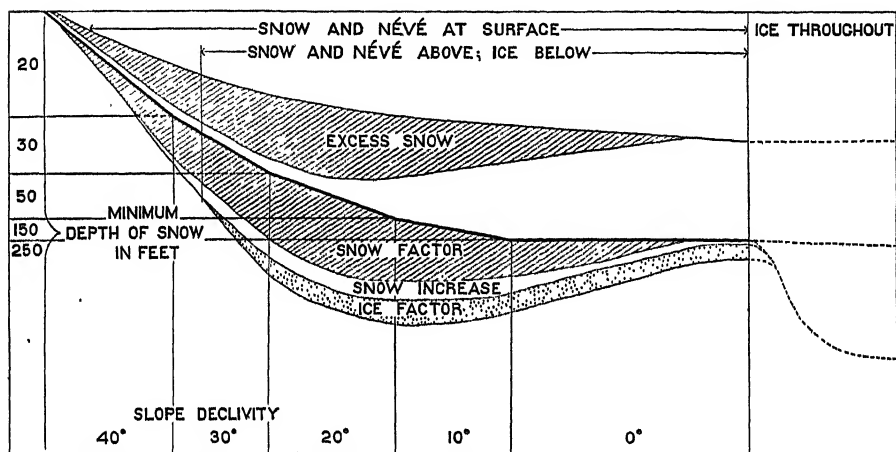 SNOW AND NÉVÉ AT SURFACE
ICE THROUGHOUT
SNOW AND NÉVÉ ABOVE; ICE BELOW
20
EXCESS SNOW
30
50
MINIMUM
150
DEPTH OF SNOW
250
IN FEET
SNOW FACTOR
SNOW INCREASE
ICE FACTOR
SLOPE DECLIVITY
40° 30° 20° 10° 0°